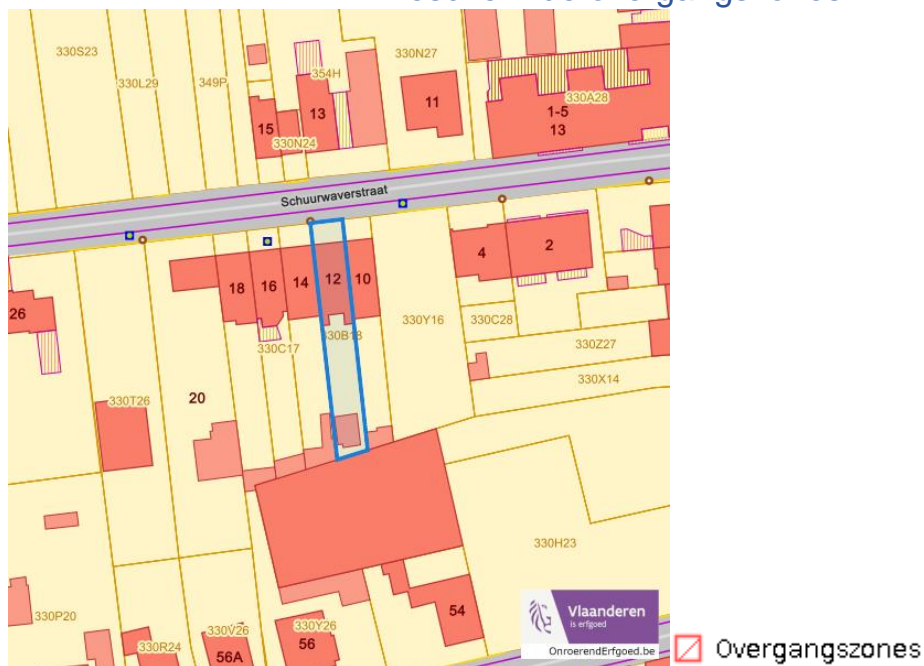 330S23
330L29
349P
354H
330N27
11
330A28
1-5
13
15
13
330N24
Schuurwaverstraat
4
2
18
16
14
12
10
26
330Y16
330C28
330B18
330C17
330Z27
330X14
330T26
20
330H23
330P20
330R24
330V26
56A
330Y26
56
54
Vlaanderen
is erfgoed
OnroerendErfgoed.be
Overgangszones